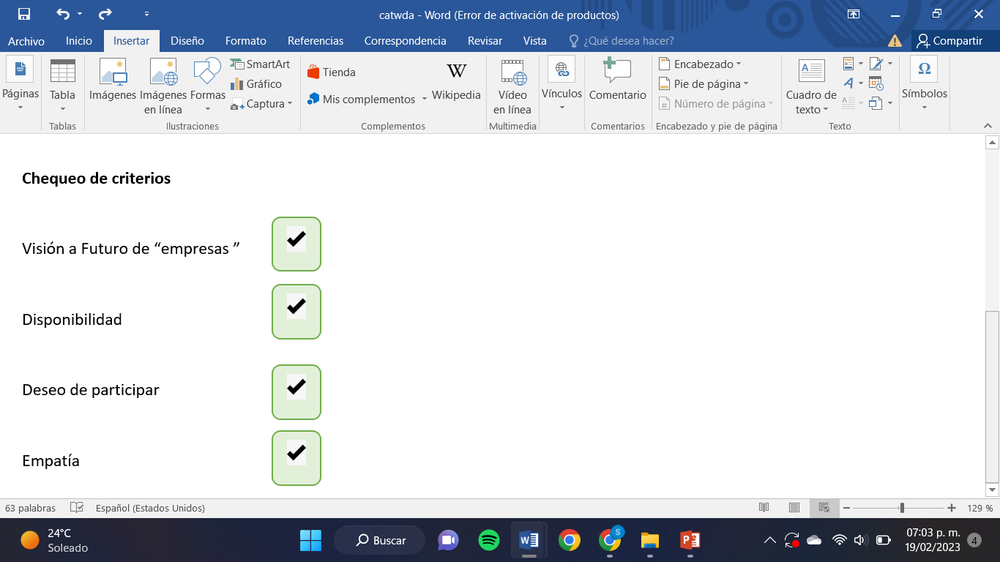 catwda - Word (Error de activación de productos)
Archivo Inicio Insertar Diseño Formato Referencias Correspondencia Revisar Vista ¿Qué desea hacer? Compartir
Páginas
Tabla
Tablas
Imágenes
Imágenes en línea
Formas
SmartArt
Gráfico
Captura
Ilustraciones
Tienda
Mis complementos
W
Wikipedia
Complementos
Vídeo en línea
Multimedia
Vínculos
Comentario
Comentarios
Encabezado
Pie de página
Número de página
Encabezado y pie de página
A
Cuadro de texto
A
Texto
Ω
Símbolos
Chequeo de criterios
Visión a Futuro de “empresas ”
Disponibilidad
Deseo de participar
Empatía
63 palabras Español (Estados Unidos) 129 %
24°C
Soleado
Buscar
W
S
P
07:03 p. m.
19/02/2023
4